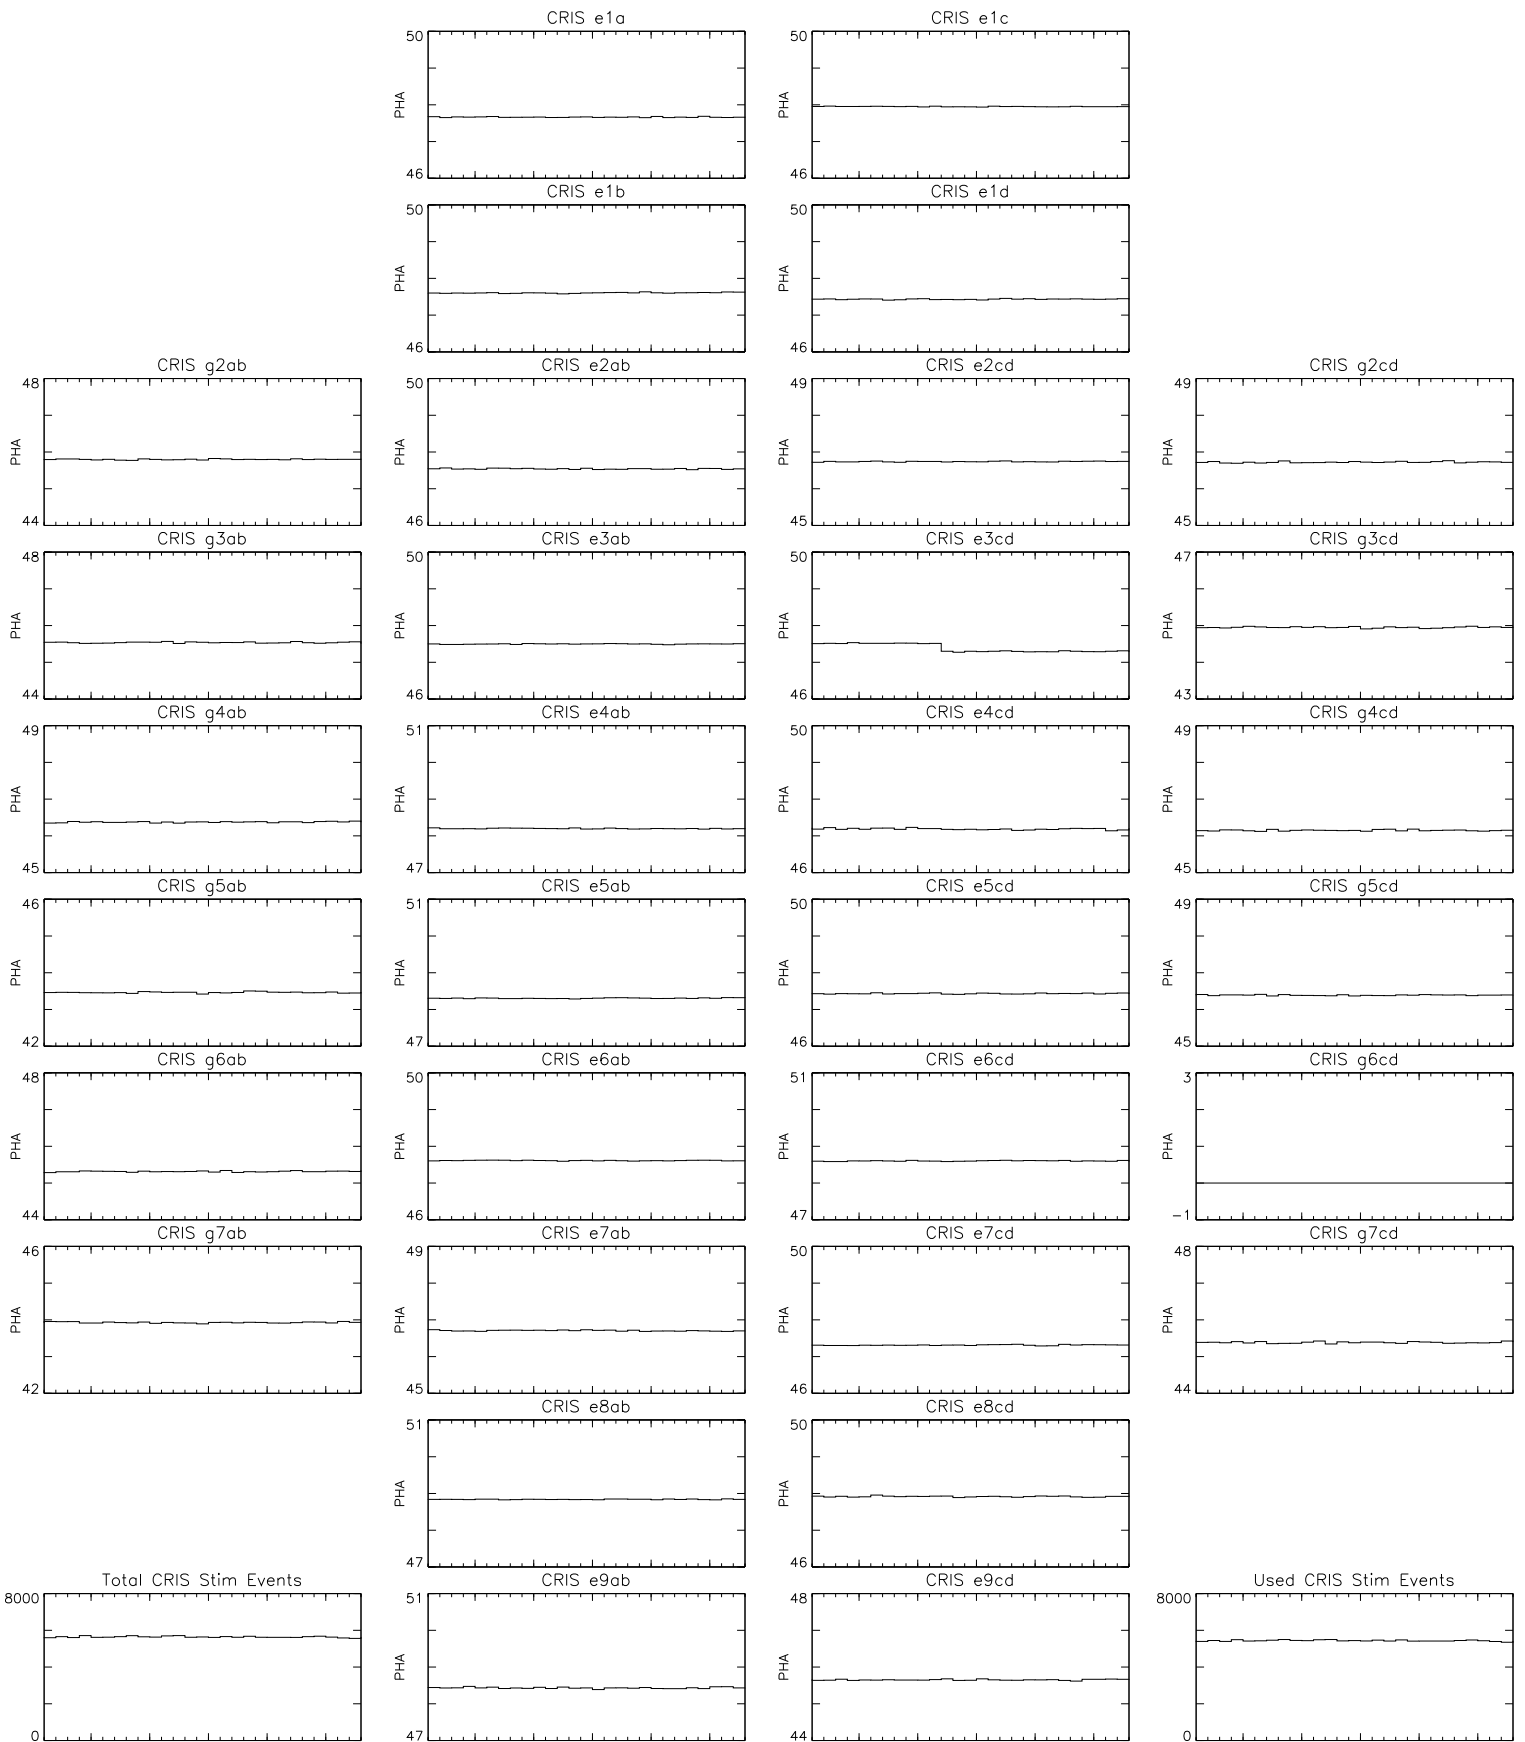 CRIS e1a
50
PHA
46
CRIS e1c
50
PHA
46
CRIS e1b
50
PHA
46
CRIS e1d
50
PHA
46
CRIS g2ab
48
PHA
44
CRIS e2ab
50
PHA
46
CRIS e2cd
49
PHA
45
CRIS g2cd
49
PHA
45
CRIS g3ab
48
PHA
44
CRIS e3ab
50
PHA
46
CRIS e3cd
50
PHA
46
CRIS g3cd
47
PHA
43
CRIS g4ab
49
PHA
45
CRIS e4ab
51
PHA
47
CRIS e4cd
50
PHA
46
CRIS g4cd
49
PHA
45
CRIS g5ab
46
PHA
42
CRIS e5ab
51
PHA
47
CRIS e5cd
50
PHA
46
CRIS g5cd
49
PHA
45
CRIS g6ab
48
PHA
44
CRIS e6ab
50
PHA
46
CRIS e6cd
51
PHA
47
CRIS g6cd
3
PHA
-1
CRIS g7ab
46
PHA
42
CRIS e7ab
49
PHA
45
CRIS e7cd
50
PHA
46
CRIS g7cd
48
PHA
44
CRIS e8ab
51
PHA
47
CRIS e8cd
50
PHA
46
Total CRIS Stim Events
8000
0
CRIS e9ab
51
PHA
47
CRIS e9cd
48
PHA
44
Used CRIS Stim Events
8000
0